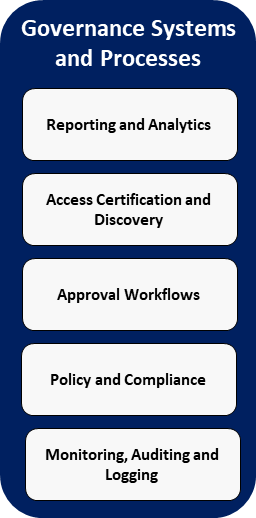 Governance Systems
and Processes
Reporting and Analytics
Access Certification and
Discovery
Approval Workflows
Policy and Compliance
Monitoring, Auditing and
Logging